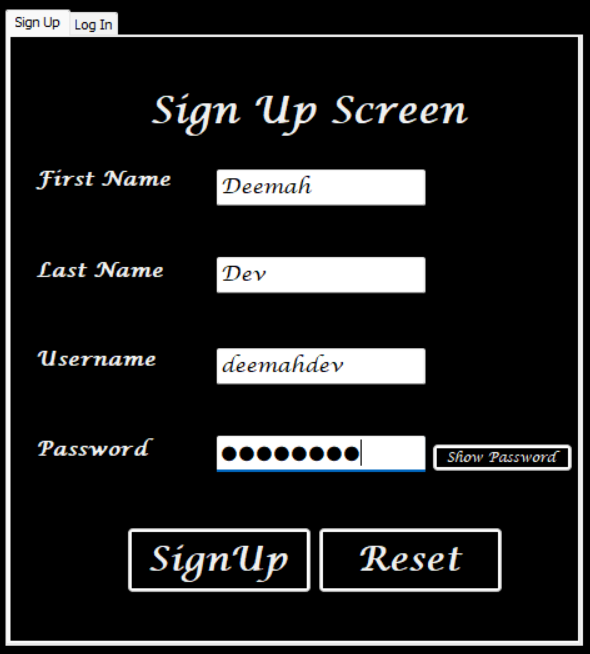 Sign Up Log In
Sign Up Screen
First Name Deemah
Last Name Dev
Username deemahdev
Password ●●●●●●●● Show Password
SignUp Reset